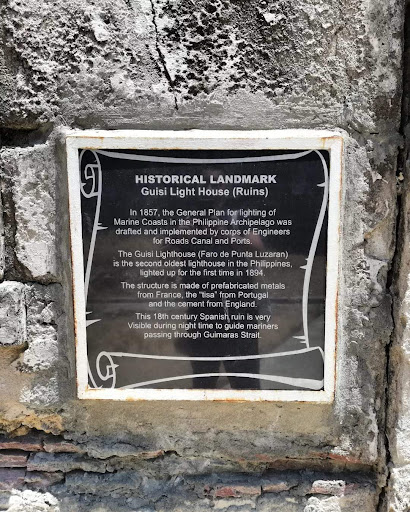 HISTORICAL LANDMARK
Guisi Light House (Ruins)
In 1857, the General Plan for lighting of
Marine Coasts in the Philippine Archipelago was
drafted and implemented by corps of Engineers
for Roads Canal and Ports.
The Guisi Lighthouse (Faro de Punta Luzaran)
is the second oldest lighthouse in the Philippines,
lighted up for the first time in 1894.
The structure is made of prefabricated metals
from France, the "tisa" from Portugal
and the cement from England.
This 18th century Spanish ruin is very
Visible during night time to guide mariners
passing through Guimaras Strait.